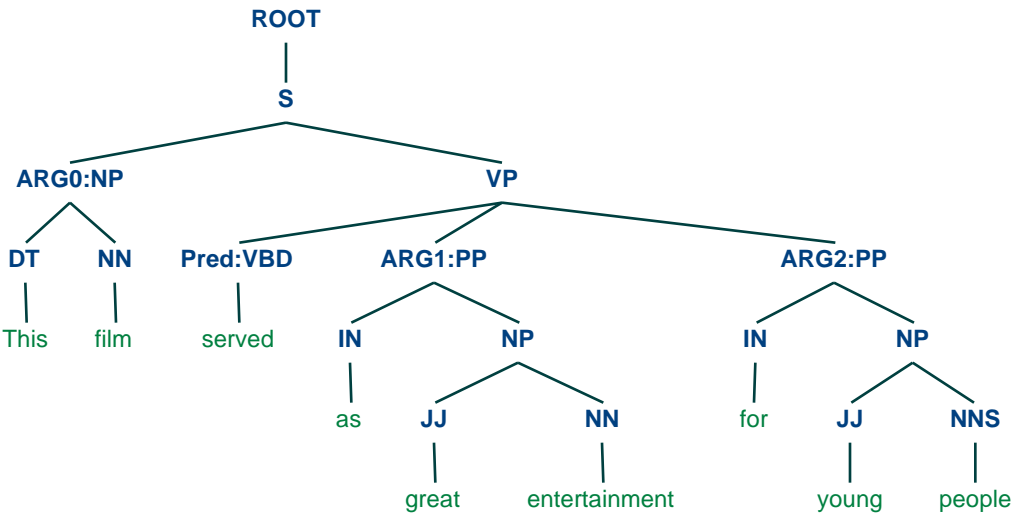 ROOT
S
ARG0:NP VP
DT NN Pred:VBD ARG1:PP ARG2:PP
This film served IN NP IN NP
as JJ NN for JJ NNS
great entertainment young people